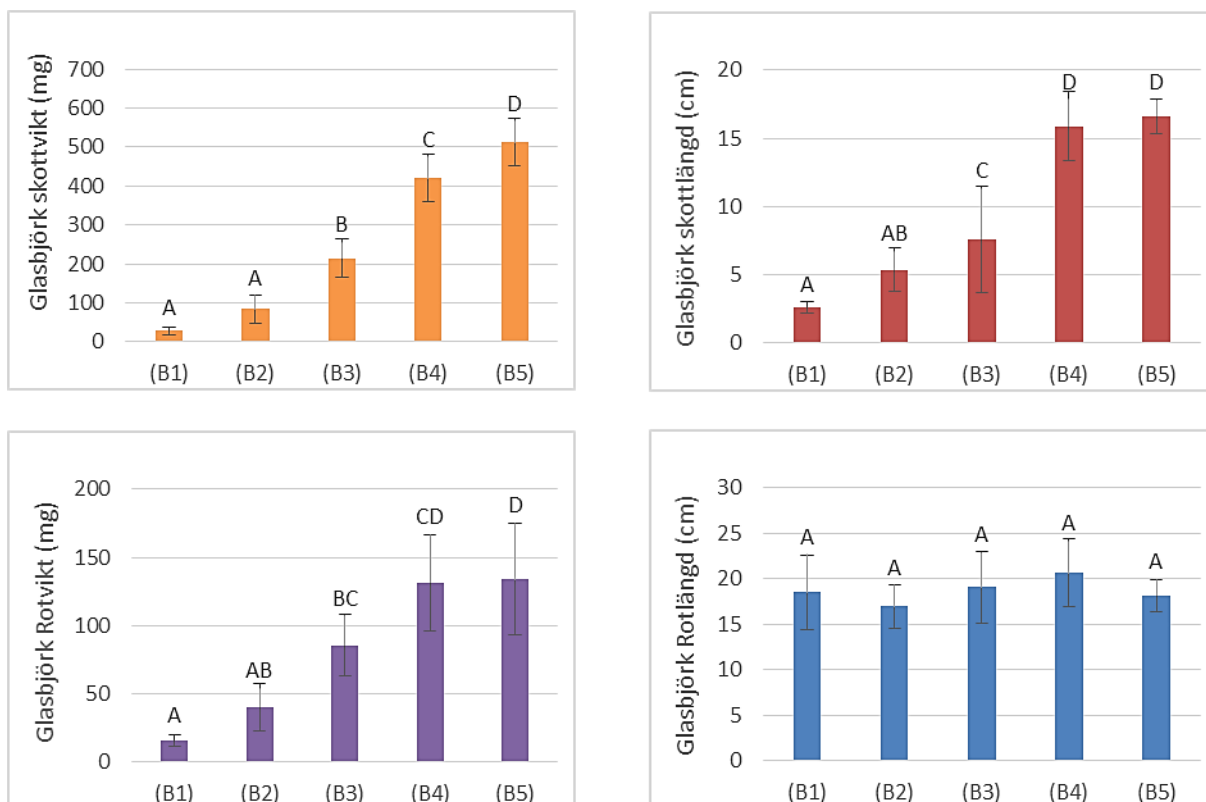 Glasbjörk skottvikt (mg)
700
600
500
400
300
200
100
0
A
A
B
C
D
(B1) (B2) (B3) (B4) (B5)
Glasbjörk skottlängd (cm)
20
15
10
5
0
A
AB
C
D
D
(B1) (B2) (B3) (B4) (B5)
Glasbjörk Rotvikt (mg)
200
150
100
50
0
A
AB
BC
CD
D
(B1) (B2) (B3) (B4) (B5)
Glasbjörk Rotlängd (cm)
30
25
20
15
10
5
0
A
A
A
A
A
(B1) (B2) (B3) (B4) (B5)